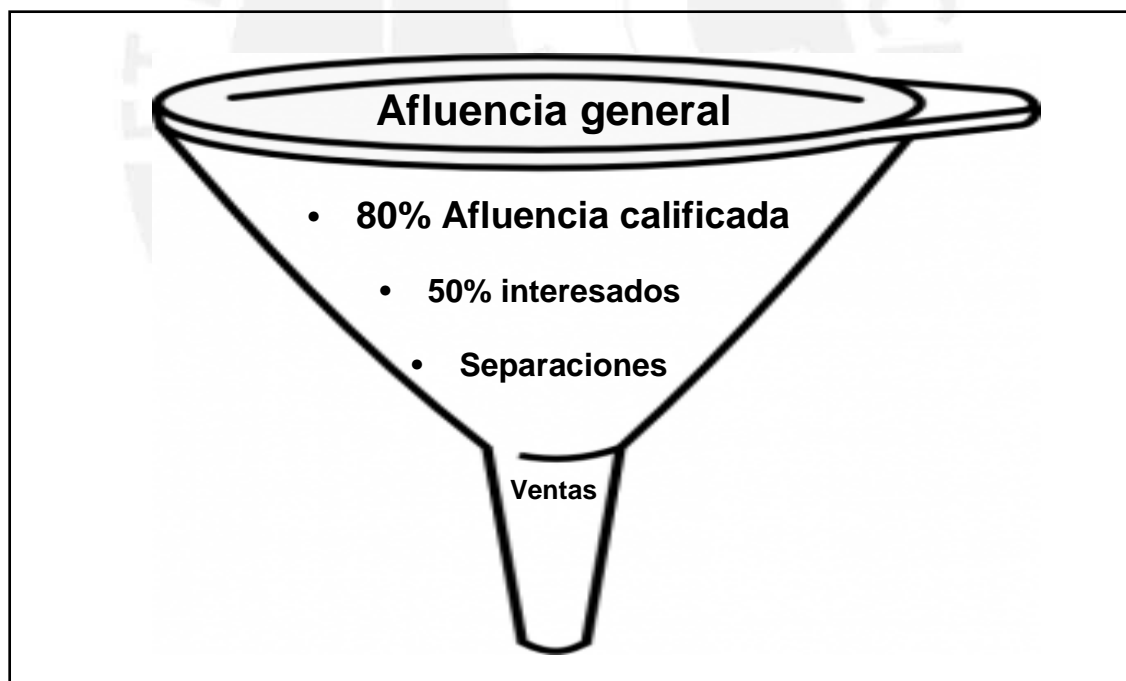 Afluencia general
• 80% Afluencia calificada
• 50% interesados
• Separaciones
Ventas